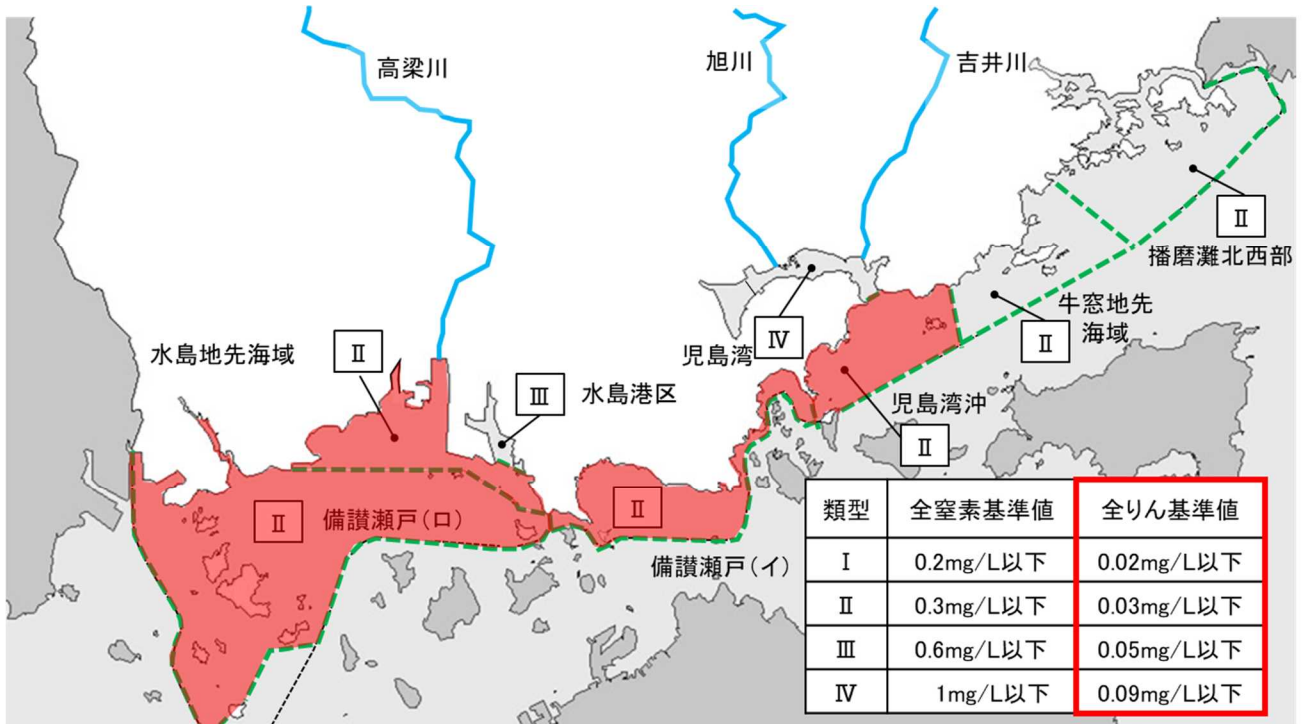 高梁川
旭川
吉井川
Ⅱ
播磨灘北西部
Ⅱ
牛窓地先
海域
Ⅳ
児島湾
水島地先海域
Ⅱ
Ⅲ
水島港区
児島湾沖
Ⅱ
Ⅱ
備讃瀬戸(ロ)
Ⅱ
備讃瀬戸(イ)
類型 全窒素基準値 全りん基準値
Ⅰ 0.2mg/L以下 0.02mg/L以下
Ⅱ 0.3mg/L以下 0.03mg/L以下
Ⅲ 0.6mg/L以下 0.05mg/L以下
Ⅳ 1mg/L以下 0.09mg/L以下